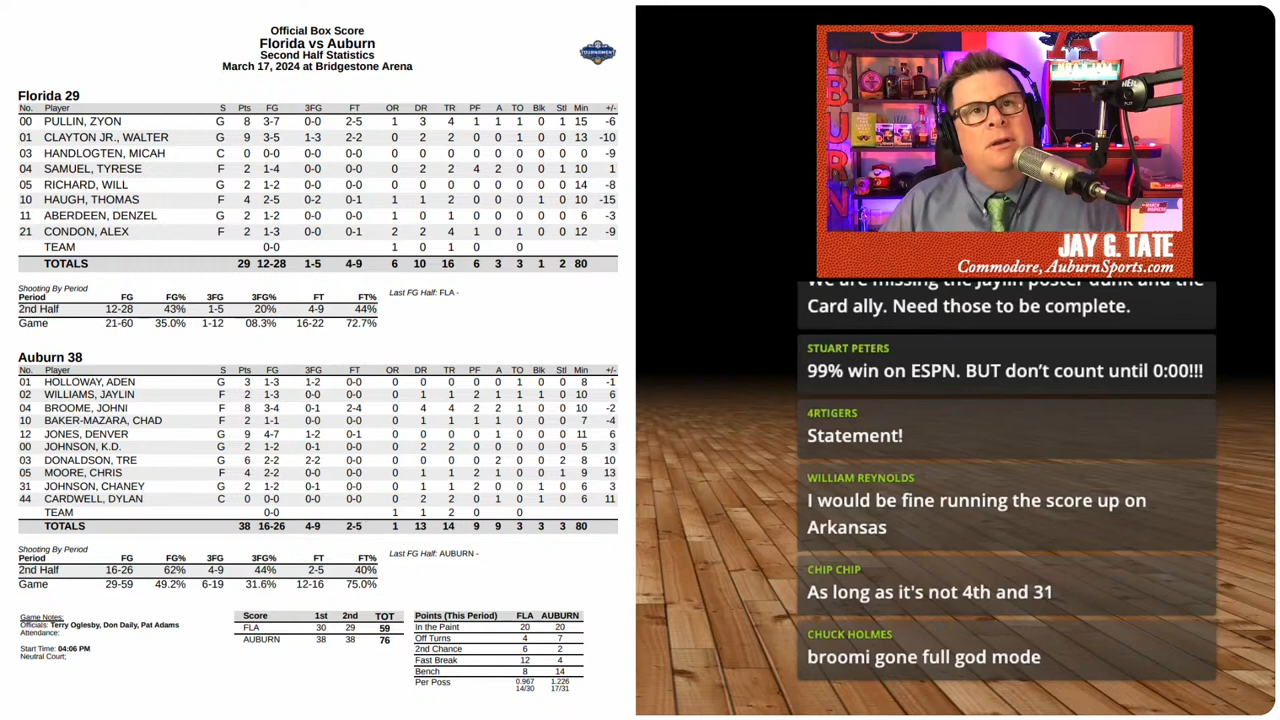 Official Box Score
Florida vs Auburn
Second Half Statistics
March 17, 2024 at Bridgestone Arena
TOURNAMENT
Florida 29
No. Player S Pts FG 3FG FT OR DR TR PF A TO Blk Stl Min +/-
00 PULLIN, ZYON G 8 3-7 0-0 2-5 1 3 4 1 1 1 0 1 15 -6
01 CLAYTON JR., WALTER G 9 3-5 1-3 2-2 0 2 2 0 0 1 0 0 13 -10
03 HANDLOGTEN, MICAH C 0 0-0 0-0 0-0 0 0 0 0 0 0 0 0 0 -9
04 SAMUEL, TYRESE F 2 1-4 0-0 0-0 0 2 2 4 2 0 0 1 10 1
05 RICHARD, WILL G 2 1-2 0-0 0-0 0 0 0 0 0 0 0 0 14 -8
10 HAUGH, THOMAS F 4 2-5 0-2 0-1 1 1 2 0 0 0 1 0 10 -15
11 ABERDEEN, DENZEL G 2 1-2 0-0 0-0 1 0 1 0 0 0 0 0 6 -3
21 CONDON, ALEX F 2 1-3 0-0 0-1 2 2 4 1 0 1 0 0 12 -9
TEAM 0-0 1 0 1 0 0
TOTALS 29 12-28 1-5 4-9 6 10 16 6 3 3 1 2 80
Shooting By Period
Period FG FG% 3FG 3FG% FT FT%
2nd Half 12-28 43% 1-5 20% 4-9 44%
Game 21-60 35.0% 1-12 08.3% 16-22 72.7%
Last FG Half: FLA -
Auburn 38
No. Player S Pts FG 3FG FT OR DR TR PF A TO Blk Stl Min +/-
01 HOLLOWAY, ADEN G 3 1-3 1-2 0-0 0 0 0 0 0 1 0 0 8 -1
02 WILLIAMS, JAYLIN F 2 1-3 0-0 0-0 0 1 1 2 1 1 1 0 10 6
04 BROOME, JOHNI F 8 3-4 0-1 2-4 0 4 4 2 2 1 0 0 10 -2
10 BAKER-MAZARA, CHAD F 2 1-1 0-0 0-0 0 1 1 1 1 0 0 0 7 -4
12 JONES, DENVER G 9 4-7 1-2 0-1 0 0 0 0 1 0 0 0 11 6
00 JOHNSON, K.D. G 2 1-2 0-1 0-0 0 2 2 0 0 0 0 0 5 3
03 DONALDSON, TRE G 6 2-2 2-2 0-0 0 0 0 0 2 0 0 2 8 10
05 MOORE, CHRIS F 4 2-2 0-0 0-0 0 1 1 2 1 0 0 1 9 13
31 JOHNSON, CHANEY G 2 1-2 0-1 0-0 0 1 1 0 0 1 1 0 6 3
44 CARDWELL, DYLAN C 0 0-0 0-0 0-0 0 2 2 0 1 0 1 0 6 11
TEAM 0-0 1 1 2 0 0
TOTALS 38 16-26 4-9 2-5 1 13 14 9 9 3 3 3 80
Shooting By Period
Period FG FG% 3FG 3FG% FT FT%
2nd Half 16-26 62% 4-9 44% 2-5 40%
Game 29-59 49.2% 6-19 31.6% 12-16 75.0%
Last FG Half: AUBURN -
Game Notes:
Officials: Terry Oglesby, Don Daily, Pat Adams
Attendance:
Start Time: 04:06 PM
Neutral Court;
Score 1st 2nd TOT
FLA 30 29 59
AUBURN 38 38 76
Points (This Period) FLA AUBURN
In the Paint 20 20
Off Turns 4 7
2nd Chance 6 2
Fast Break 12 4
Bench 8 14
Per Poss 0.967 1.226
14/30 17/31
JAY G. TATE
Commodore, AuburnSports.com
We are missing the Jaylin poster dunk and the
Card ally. Need those to be complete.
STUART PETERS
99% win on ESPN. BUT don't count until 0:00!!!
4RTIGERS
Statement!
WILLIAM REYNOLDS
I would be fine running the score up on
Arkansas
CHIP CHIP
As long as it's not 4th and 31
CHUCK HOLMES
broomi gone full god mode